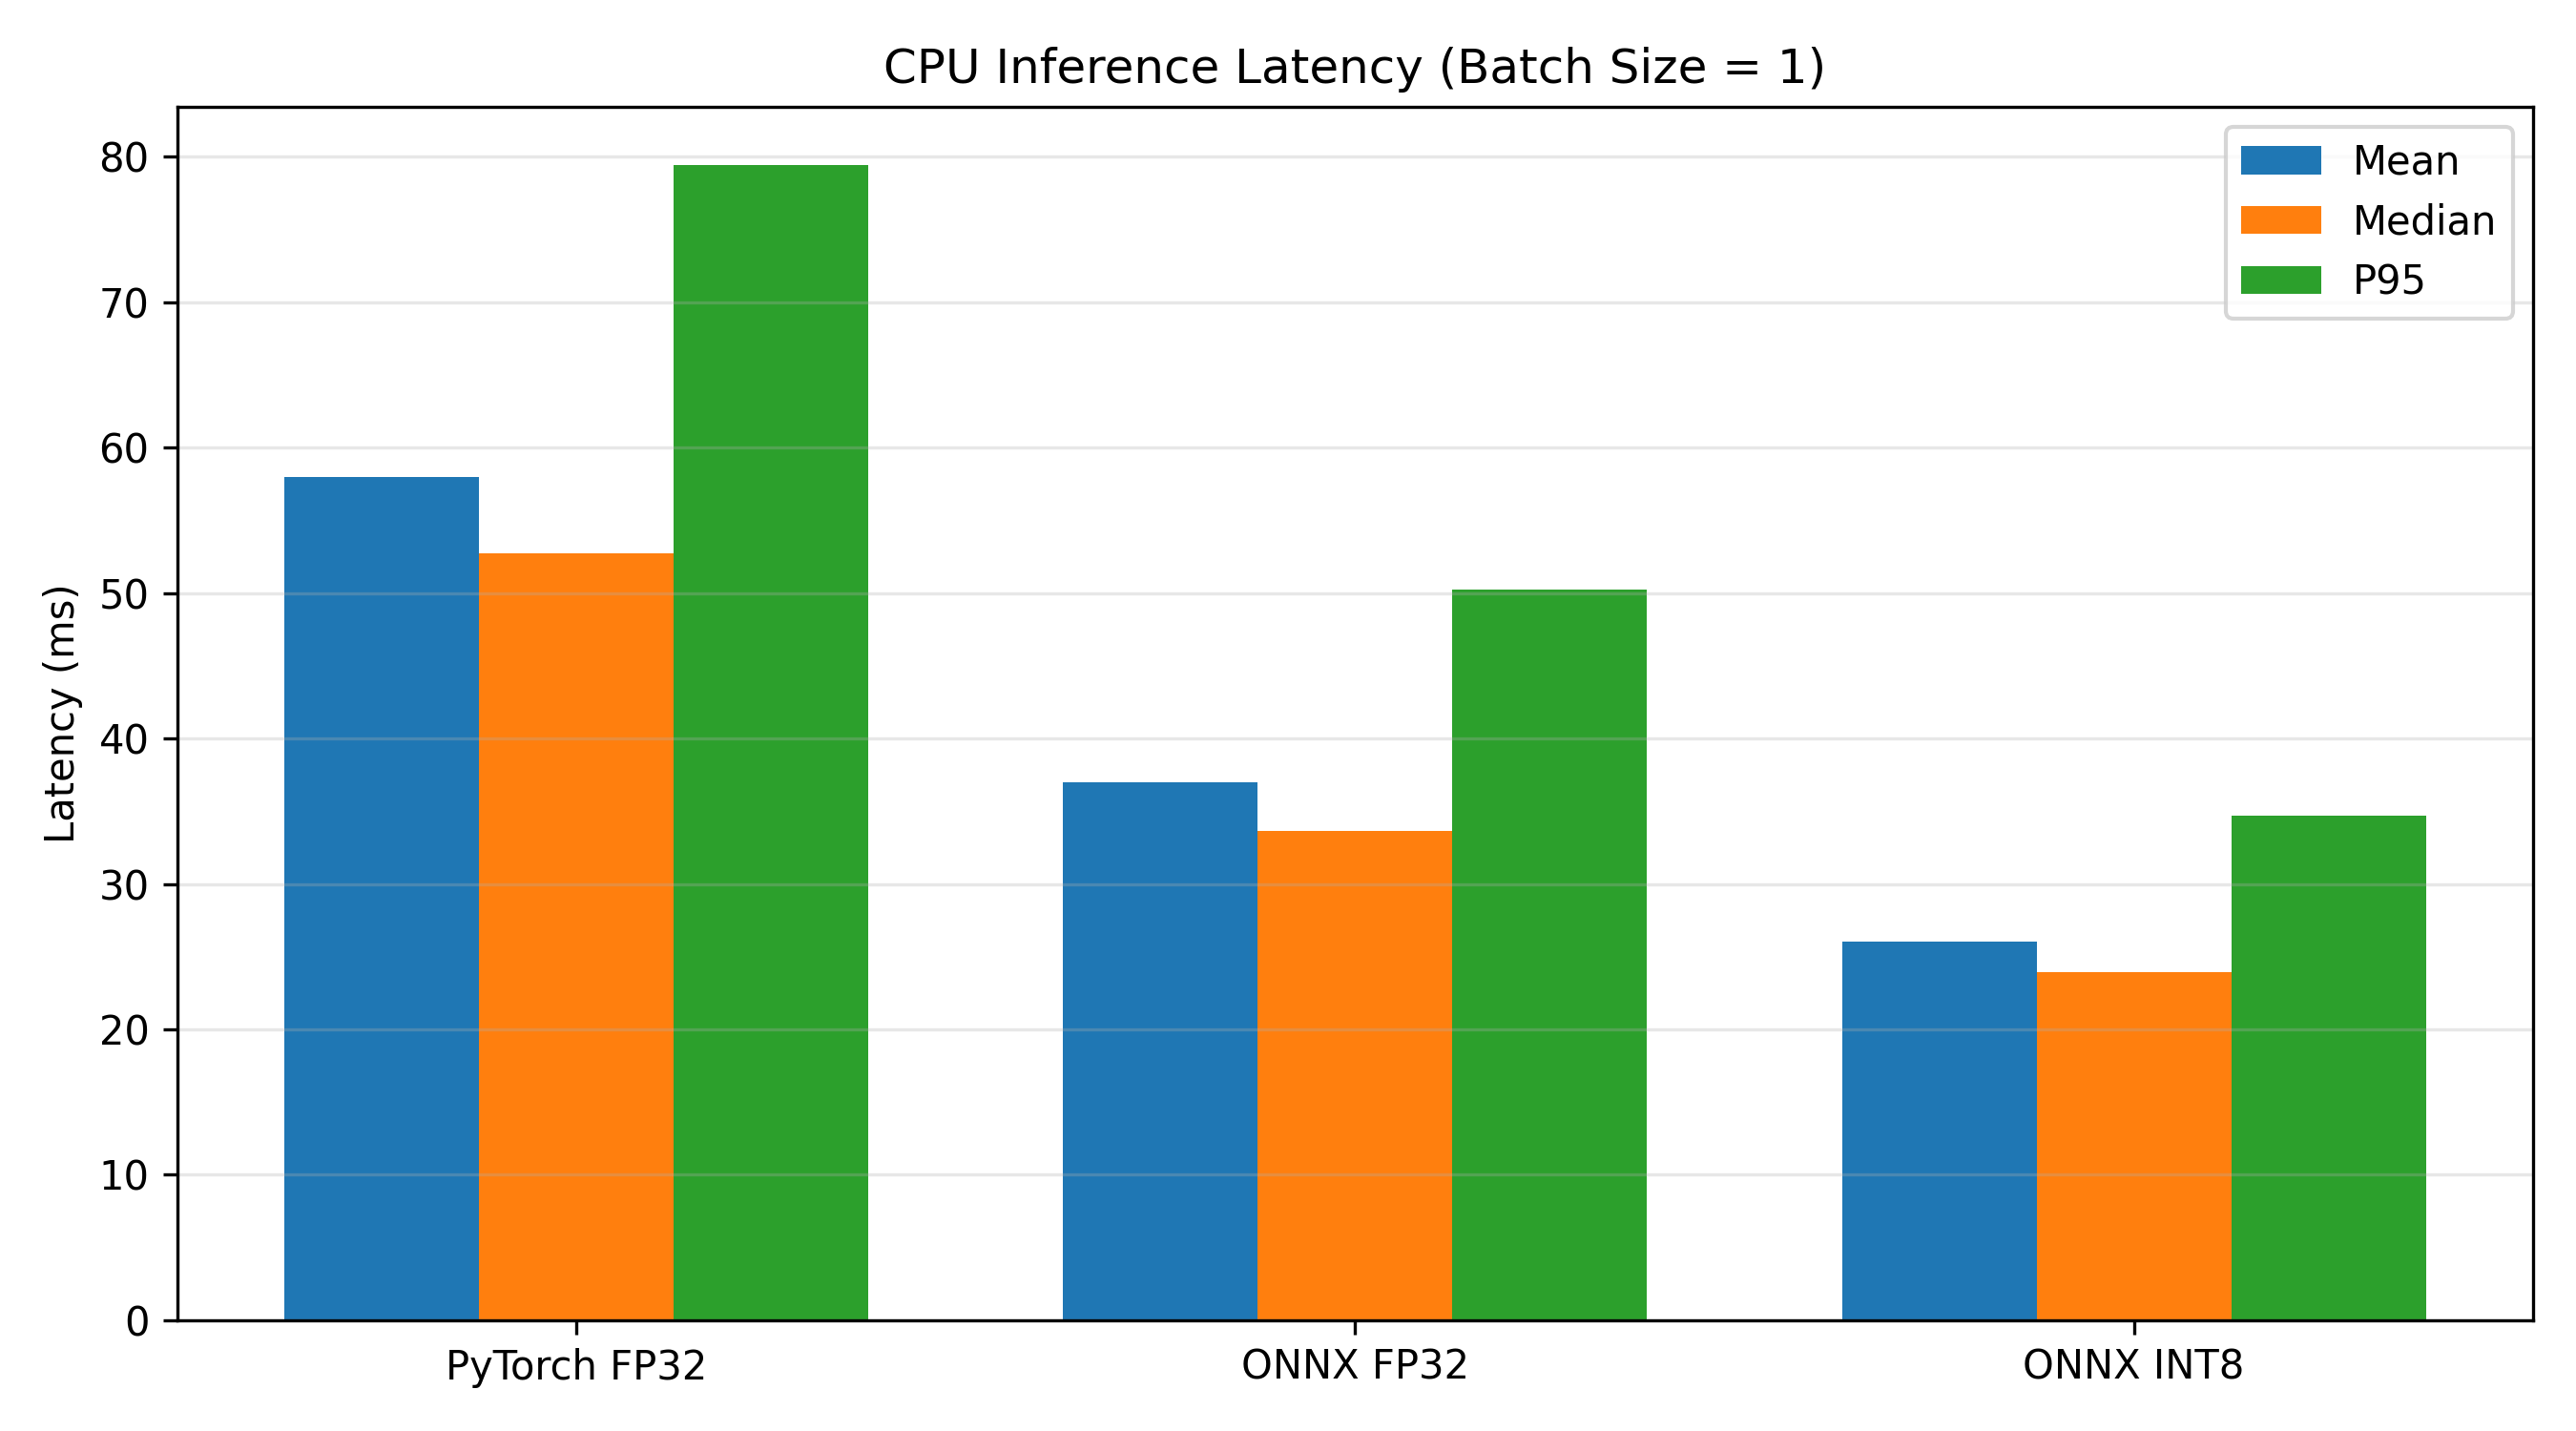 CPU Inference Latency (Batch Size = 1)
Mean
Median
P95
Latency (ms)
80
70
60
50
40
30
20
10
0
PyTorch FP32
ONNX FP32
ONNX INT8